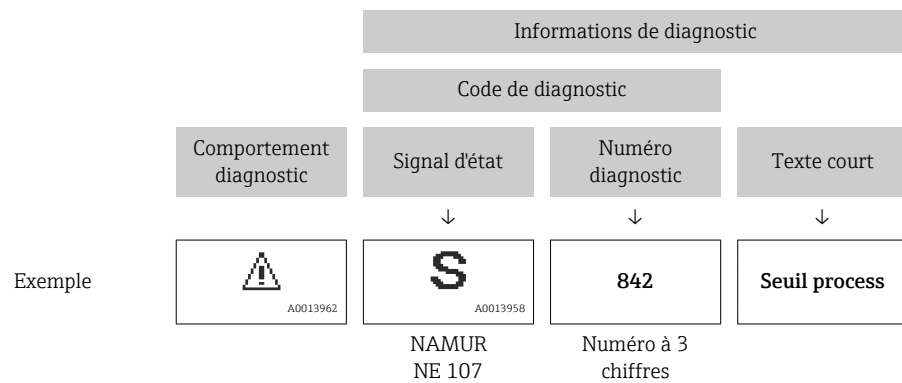 Informations de diagnostic
Code de diagnostic
Comportement
diagnostic
Signal d'état
Numéro
diagnostic
Texte court
↓
↓
↓
Exemple
A0013962
S
A0013958
842
Seuil process
NAMUR
NE 107
Numéro à 3
chiffres